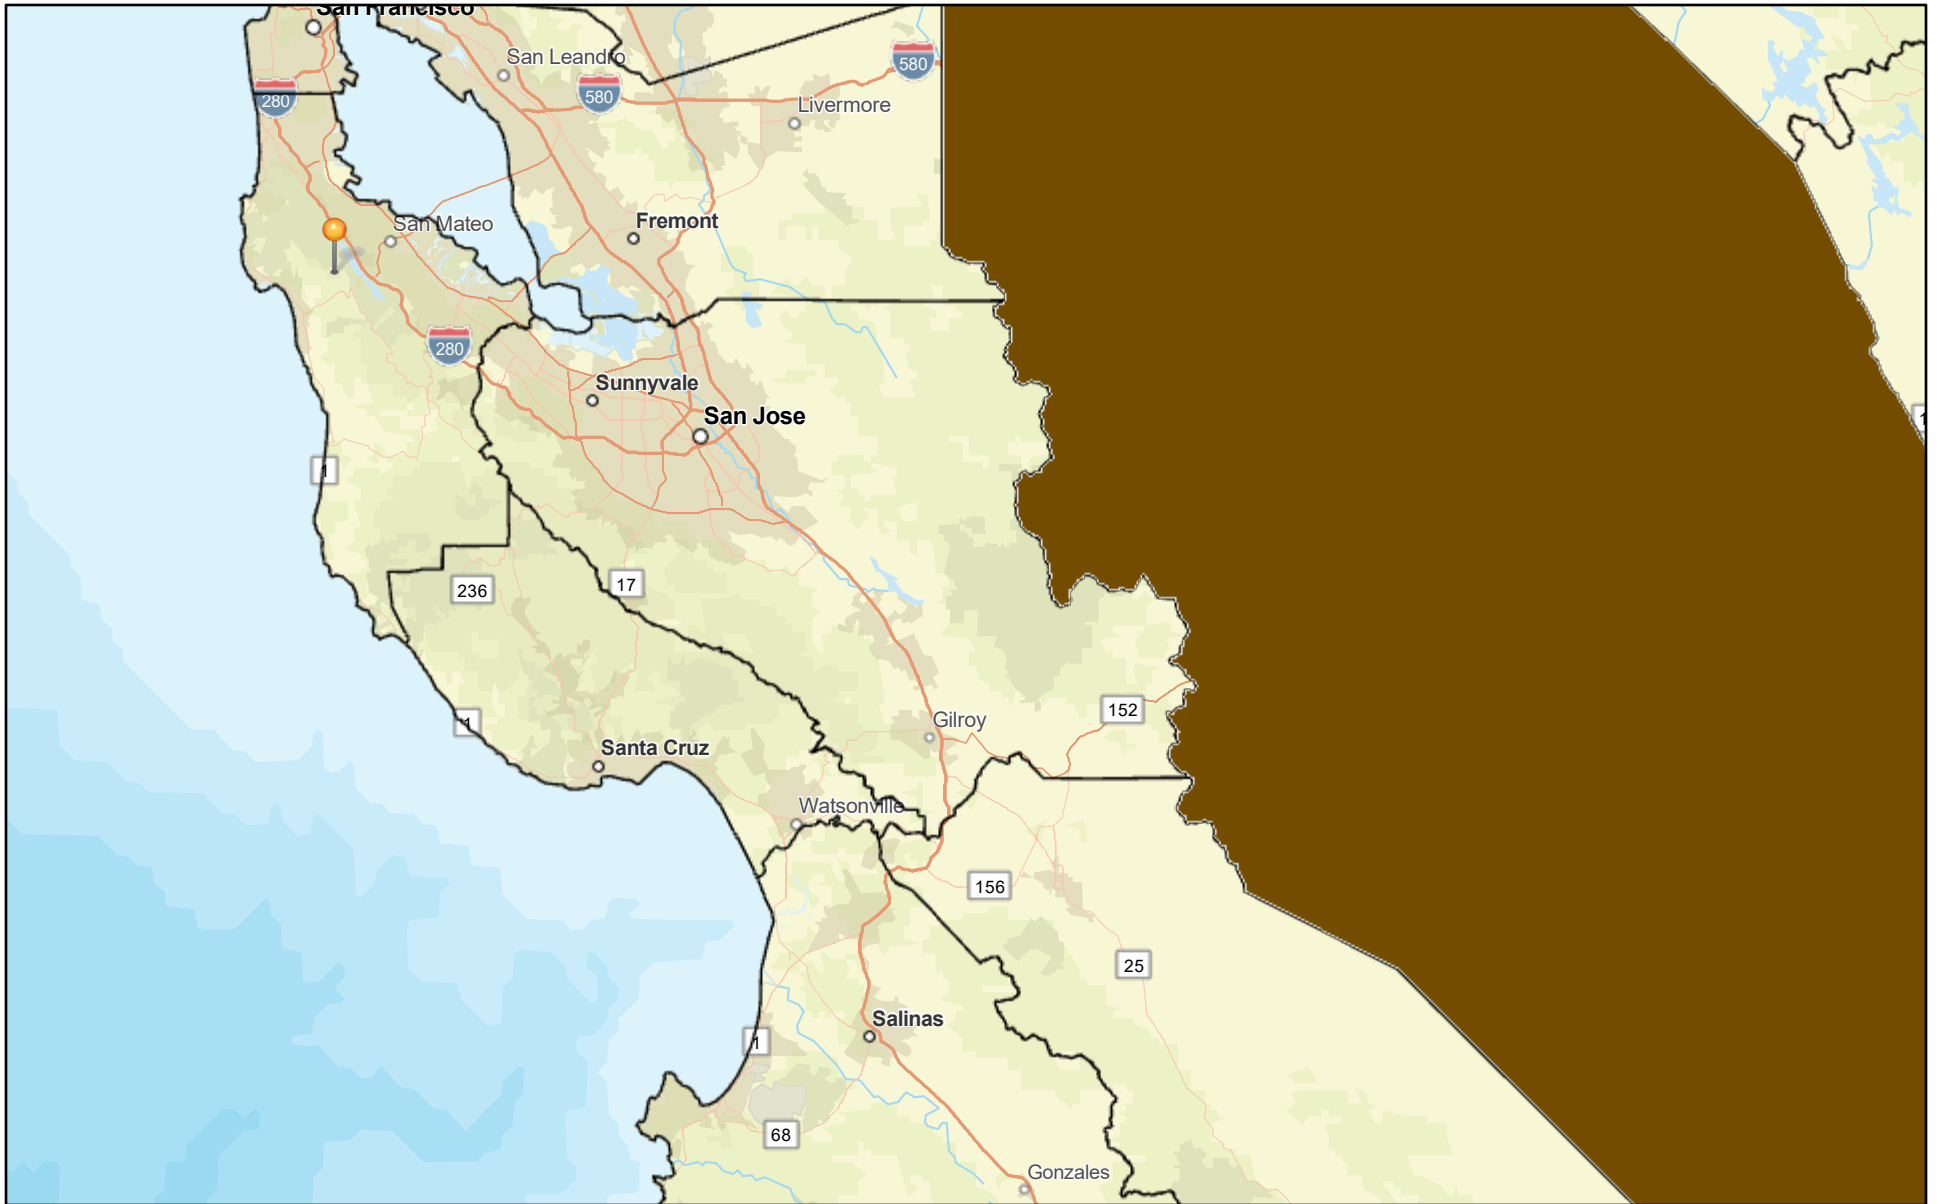 San Francisco
San Leandro
580
580
280
Livermore
San Mateo
Fremont
280
Sunnyvale
San Jose
1
1
236
17
152
1
Gilroy
Santa Cruz
Watsonville
156
25
Salinas
1
68
Gonzales